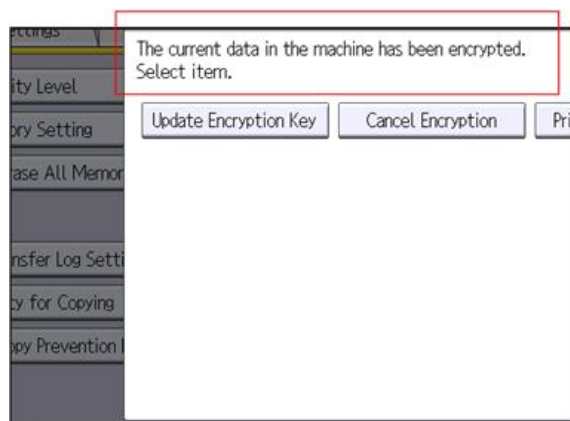 ettings
The current data in the machine has been encrypted.
Select item.
ity Level
Update Encryption Key
Cancel Encryption
Pri
ory Setting
ase All Memor
nsfer Log Setti
ty for Copying
opy Prevention